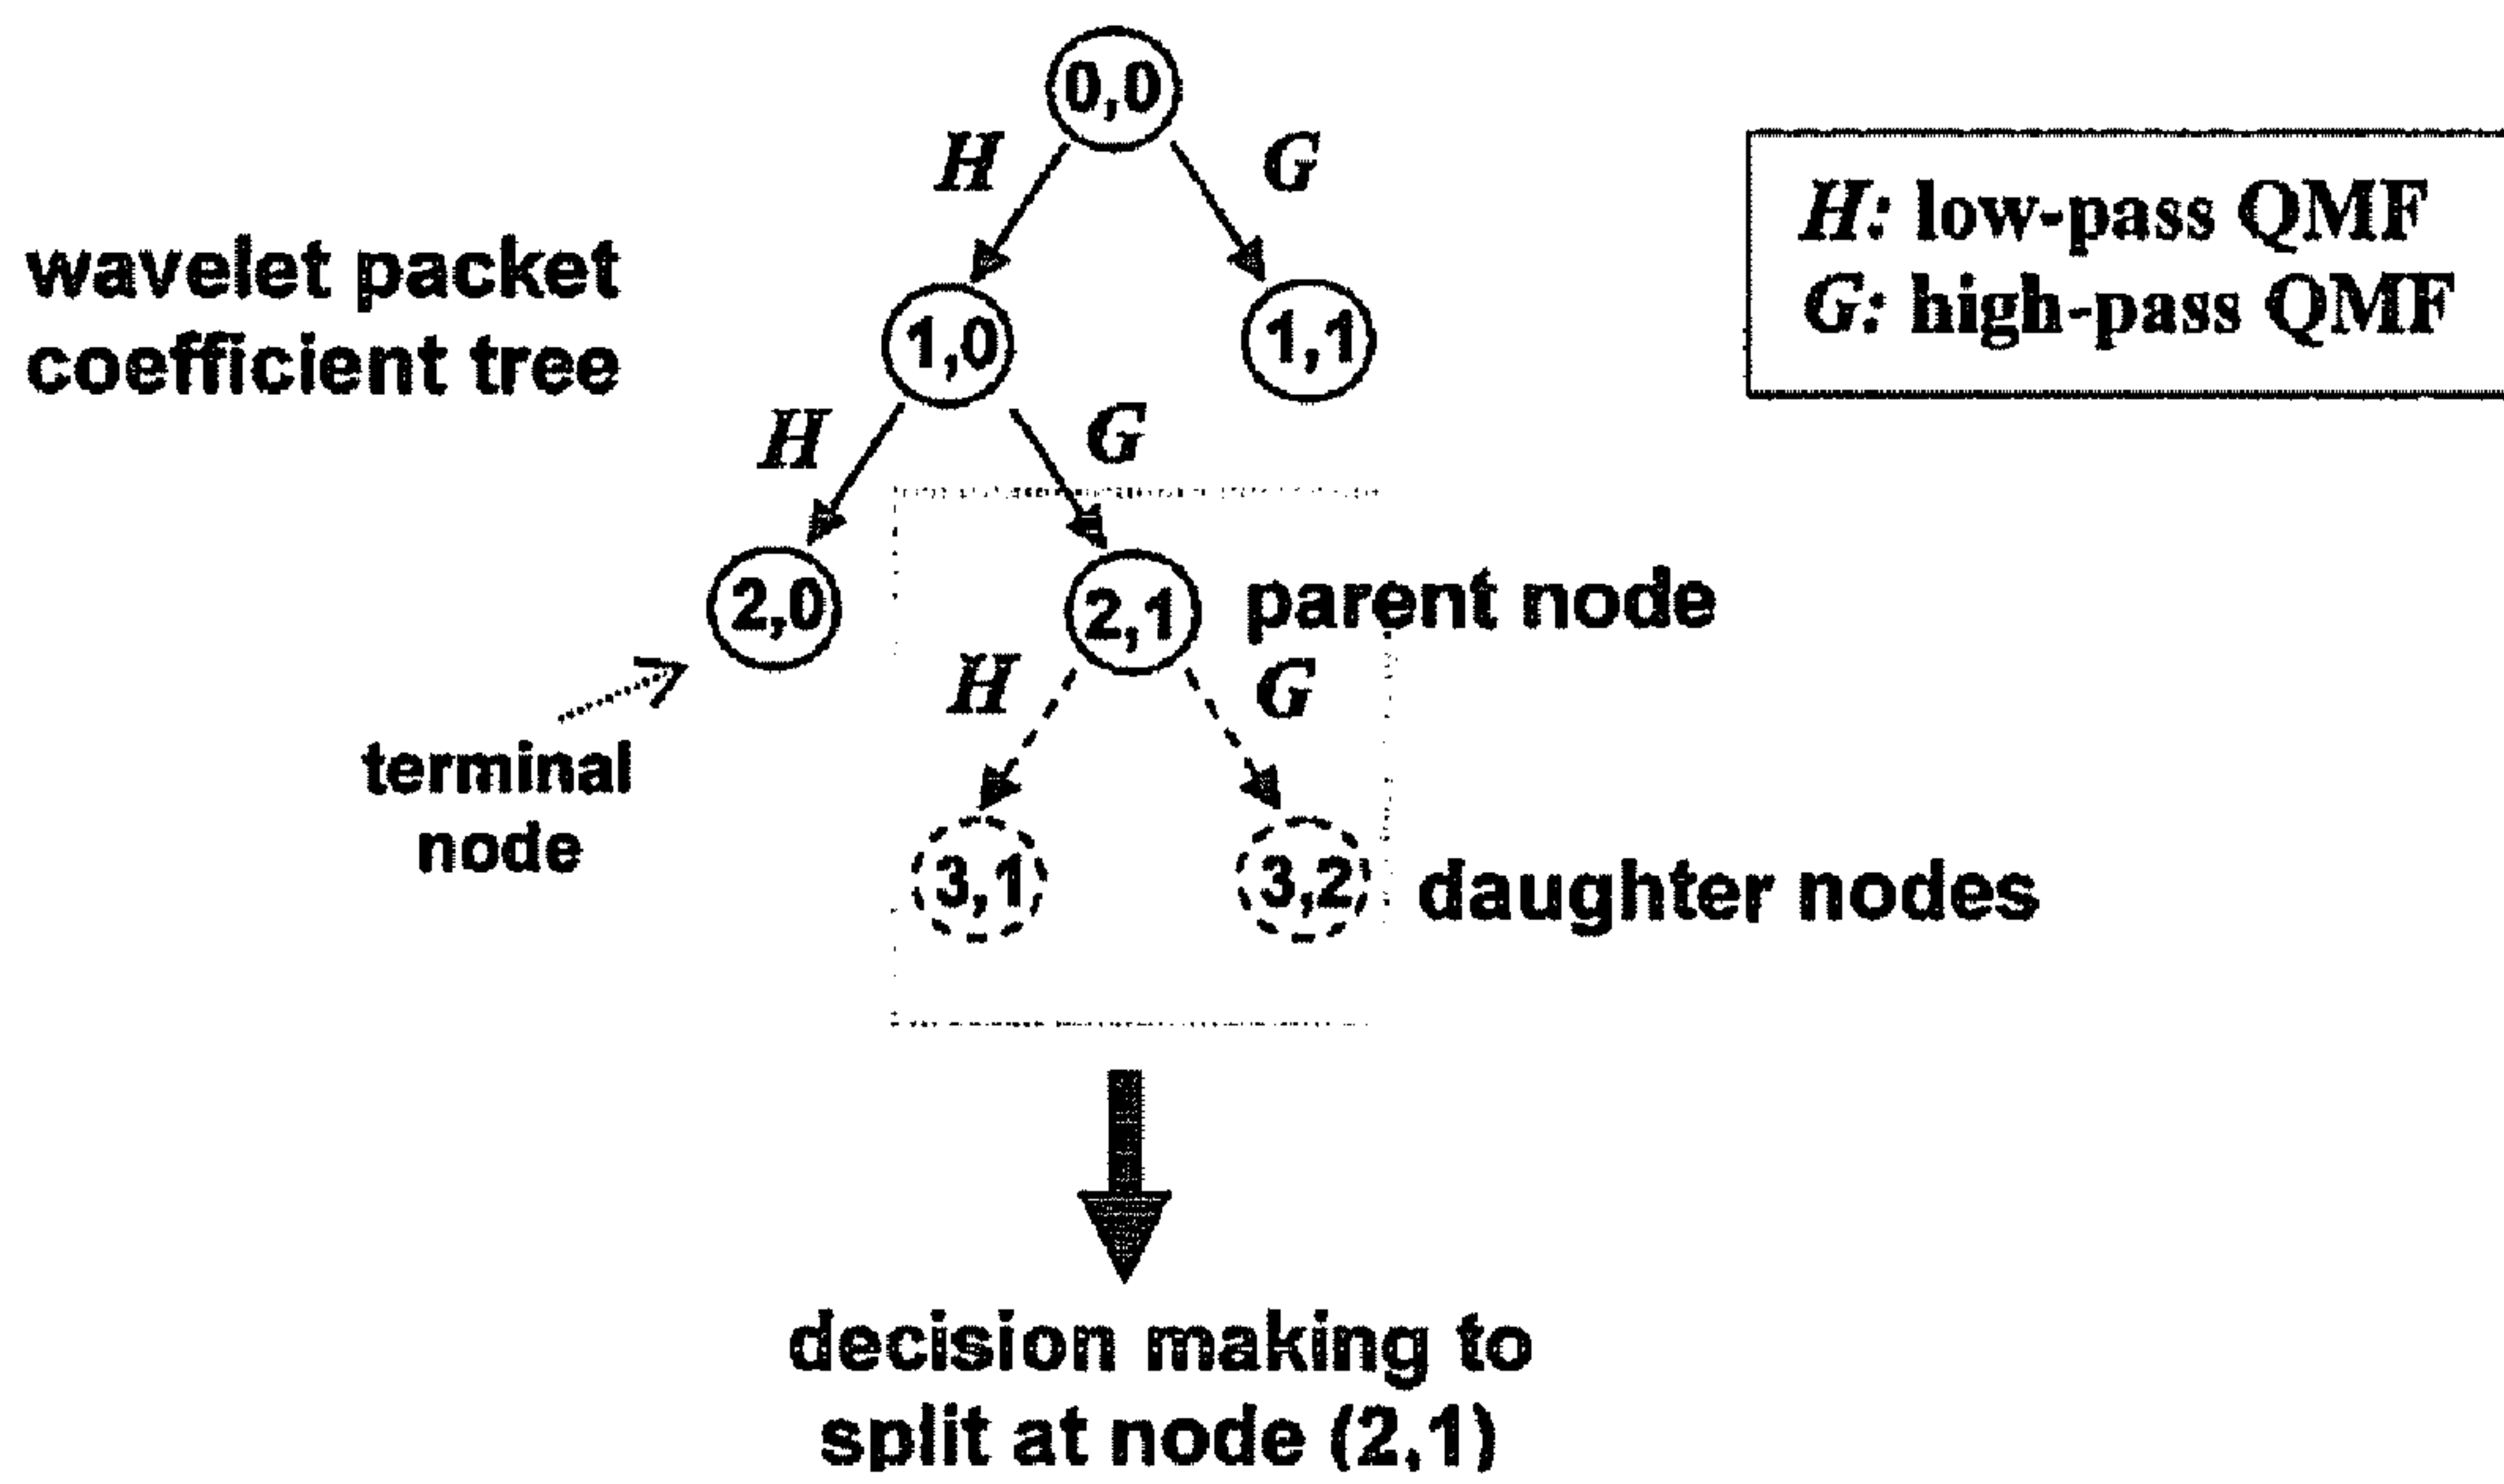 0,0
H
G
H: low-pass QMF
G: high-pass QMF
wavelet packet
coefficient tree
1,0
1,1
H
G
2,0
2,1
parent node
H
G
terminal
node
3,1
3,2
daughter nodes
decision making to
split at node (2,1)